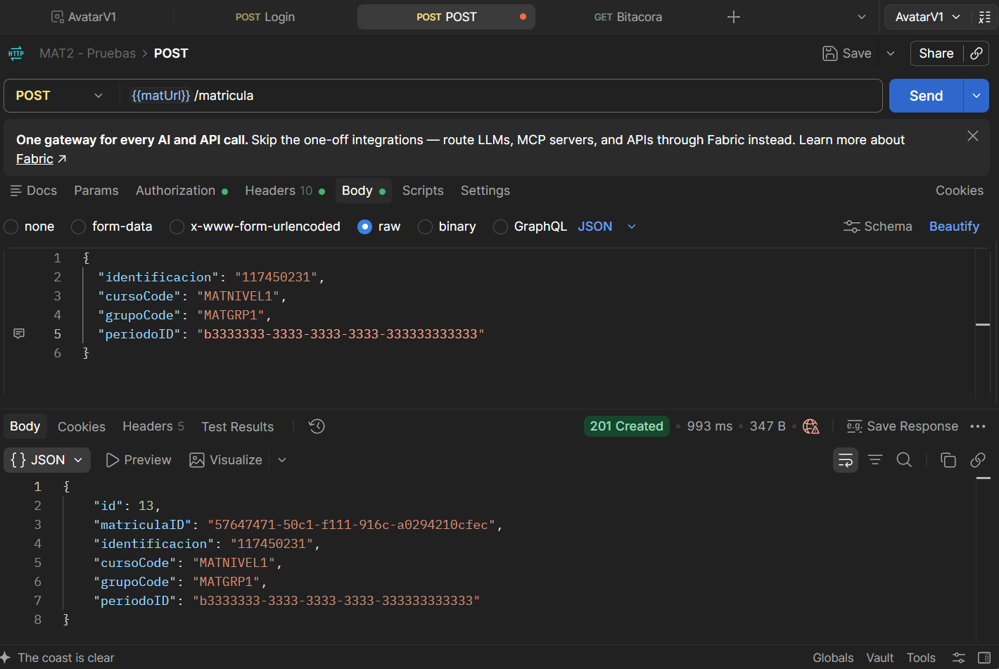 AvatarV1
POST Login
POST POST
GET Bitacora
AvatarV1
HTTP MAT2 - Pruebas > POST
Save
Share
POST
{{matUrl}} /matricula
Send
One gateway for every AI and API call. Skip the one-off integrations — route LLMs, MCP servers, and APIs through Fabric instead. Learn more about
Fabric ↗
Docs Params Authorization Headers 10 Body Scripts Settings Cookies
none form-data x-www-form-urlencoded raw binary GraphQL JSON Schema Beautify
1 {
2 "identificacion": "117450231",
3 "cursoCode": "MATNIVEL1",
4 "grupoCode": "MATGRP1",
5 "periodoID": "b3333333-3333-3333-3333-333333333333"
6 }
Body Cookies Headers 5 Test Results 201 Created • 993 ms • 347 B • e.g. Save Response
{} JSON Preview Visualize
1 {
2 "id": 13,
3 "matriculaID": "57647471-50c1-f111-916c-a0294210cfec",
4 "identificacion": "117450231",
5 "cursoCode": "MATNIVEL1",
6 "grupoCode": "MATGRP1",
7 "periodoID": "b3333333-3333-3333-3333-333333333333"
8 }
The coast is clear Globals Vault Tools